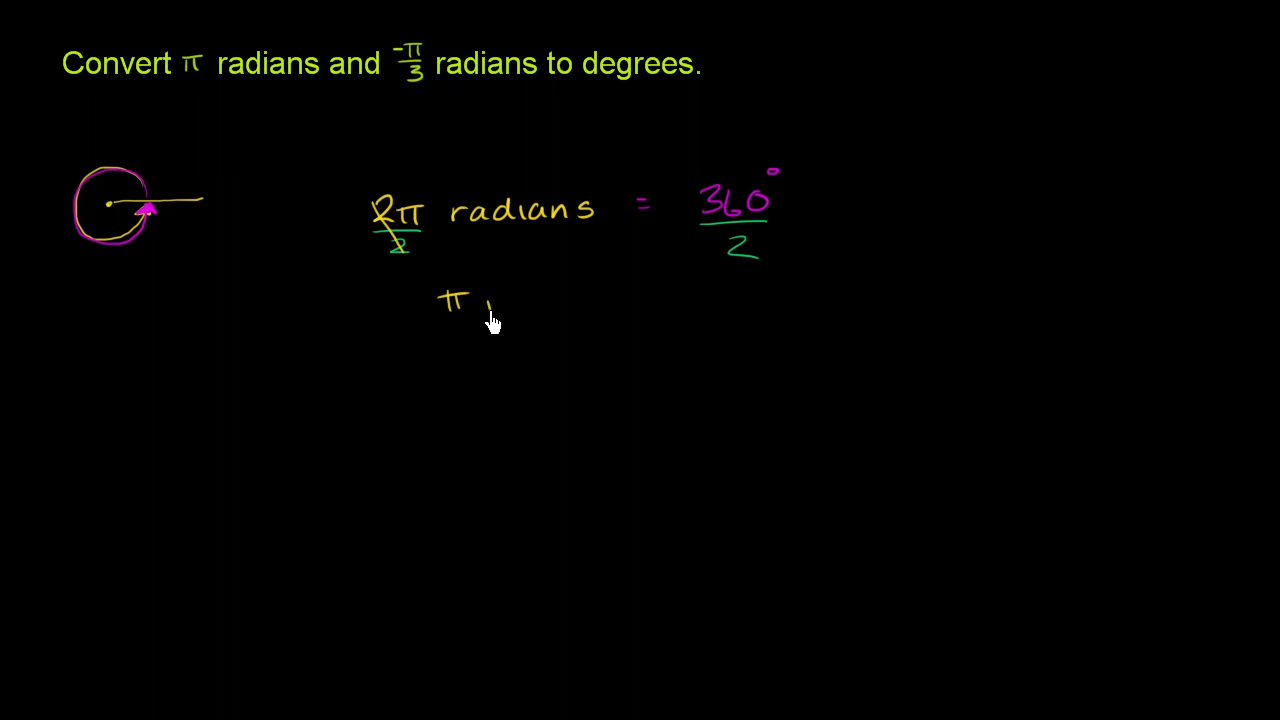 Convert π radians and -π/3 radians to degrees.
2π/2 radians = 360°/2
π